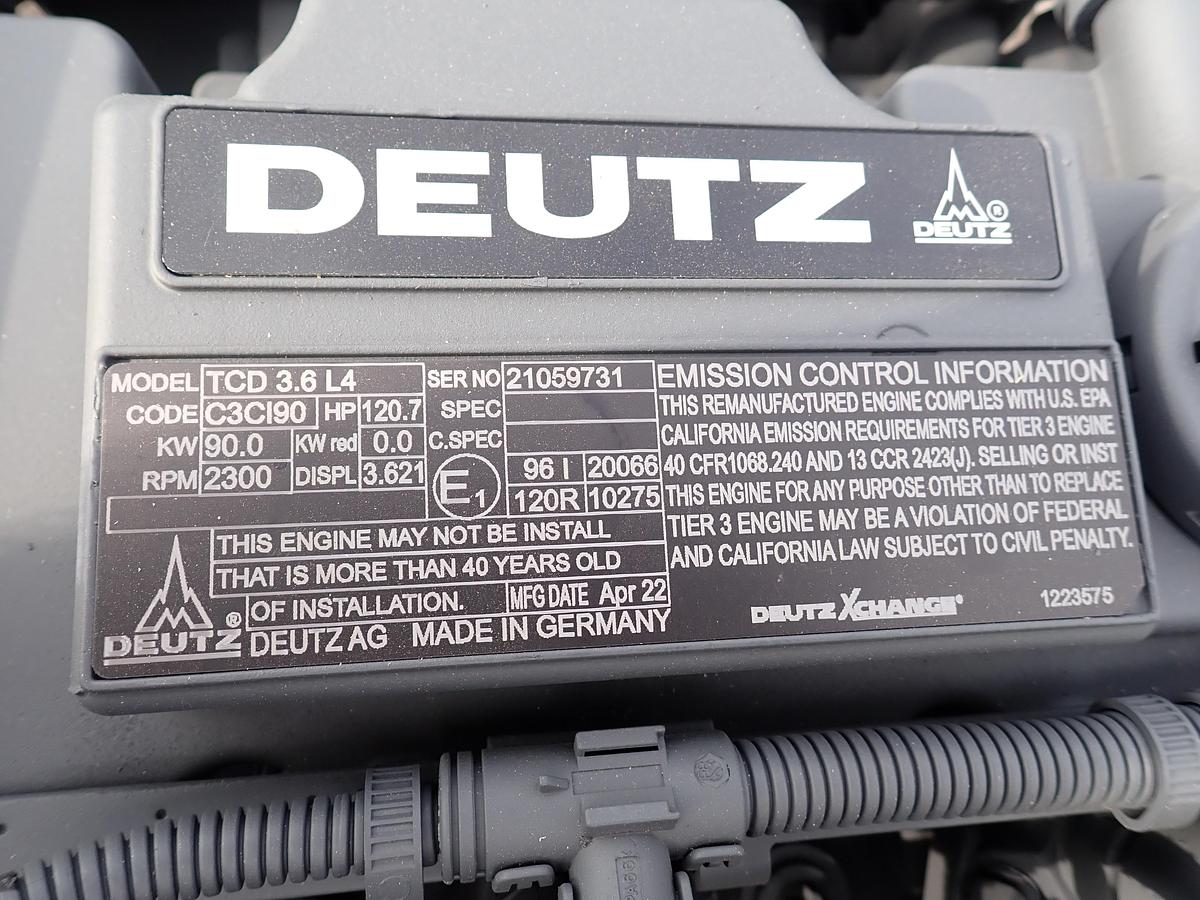 DEUTZ
DEUTZ®
MODEL TCD 3.6 L4
CODE C3CI90 HP 120.7
KW 90.0 KW red 0.0
RPM 2300 DISPL 3.621
SER NO 21059731
SPEC
C.SPEC
E1 96 I 20066
120R 10275
THIS ENGINE MAY NOT BE INSTALL
THAT IS MORE THAN 40 YEARS OLD
OF INSTALLATION. MFG DATE Apr 22
DEUTZ® DEUTZ AG MADE IN GERMANY
EMISSION CONTROL INFORMATION
THIS REMANUFACTURED ENGINE COMPLIES WITH U.S. EPA
CALIFORNIA EMISSION REQUIREMENTS FOR TIER 3 ENGINE
40 CFR1068.240 AND 13 CCR 2423(J). SELLING OR INST
THIS ENGINE FOR ANY PURPOSE OTHER THAN TO REPLACE
TIER 3 ENGINE MAY BE A VIOLATION OF FEDERAL
AND CALIFORNIA LAW SUBJECT TO CIVIL PENALTY.
DEUTZ XCHANGE® 1223575